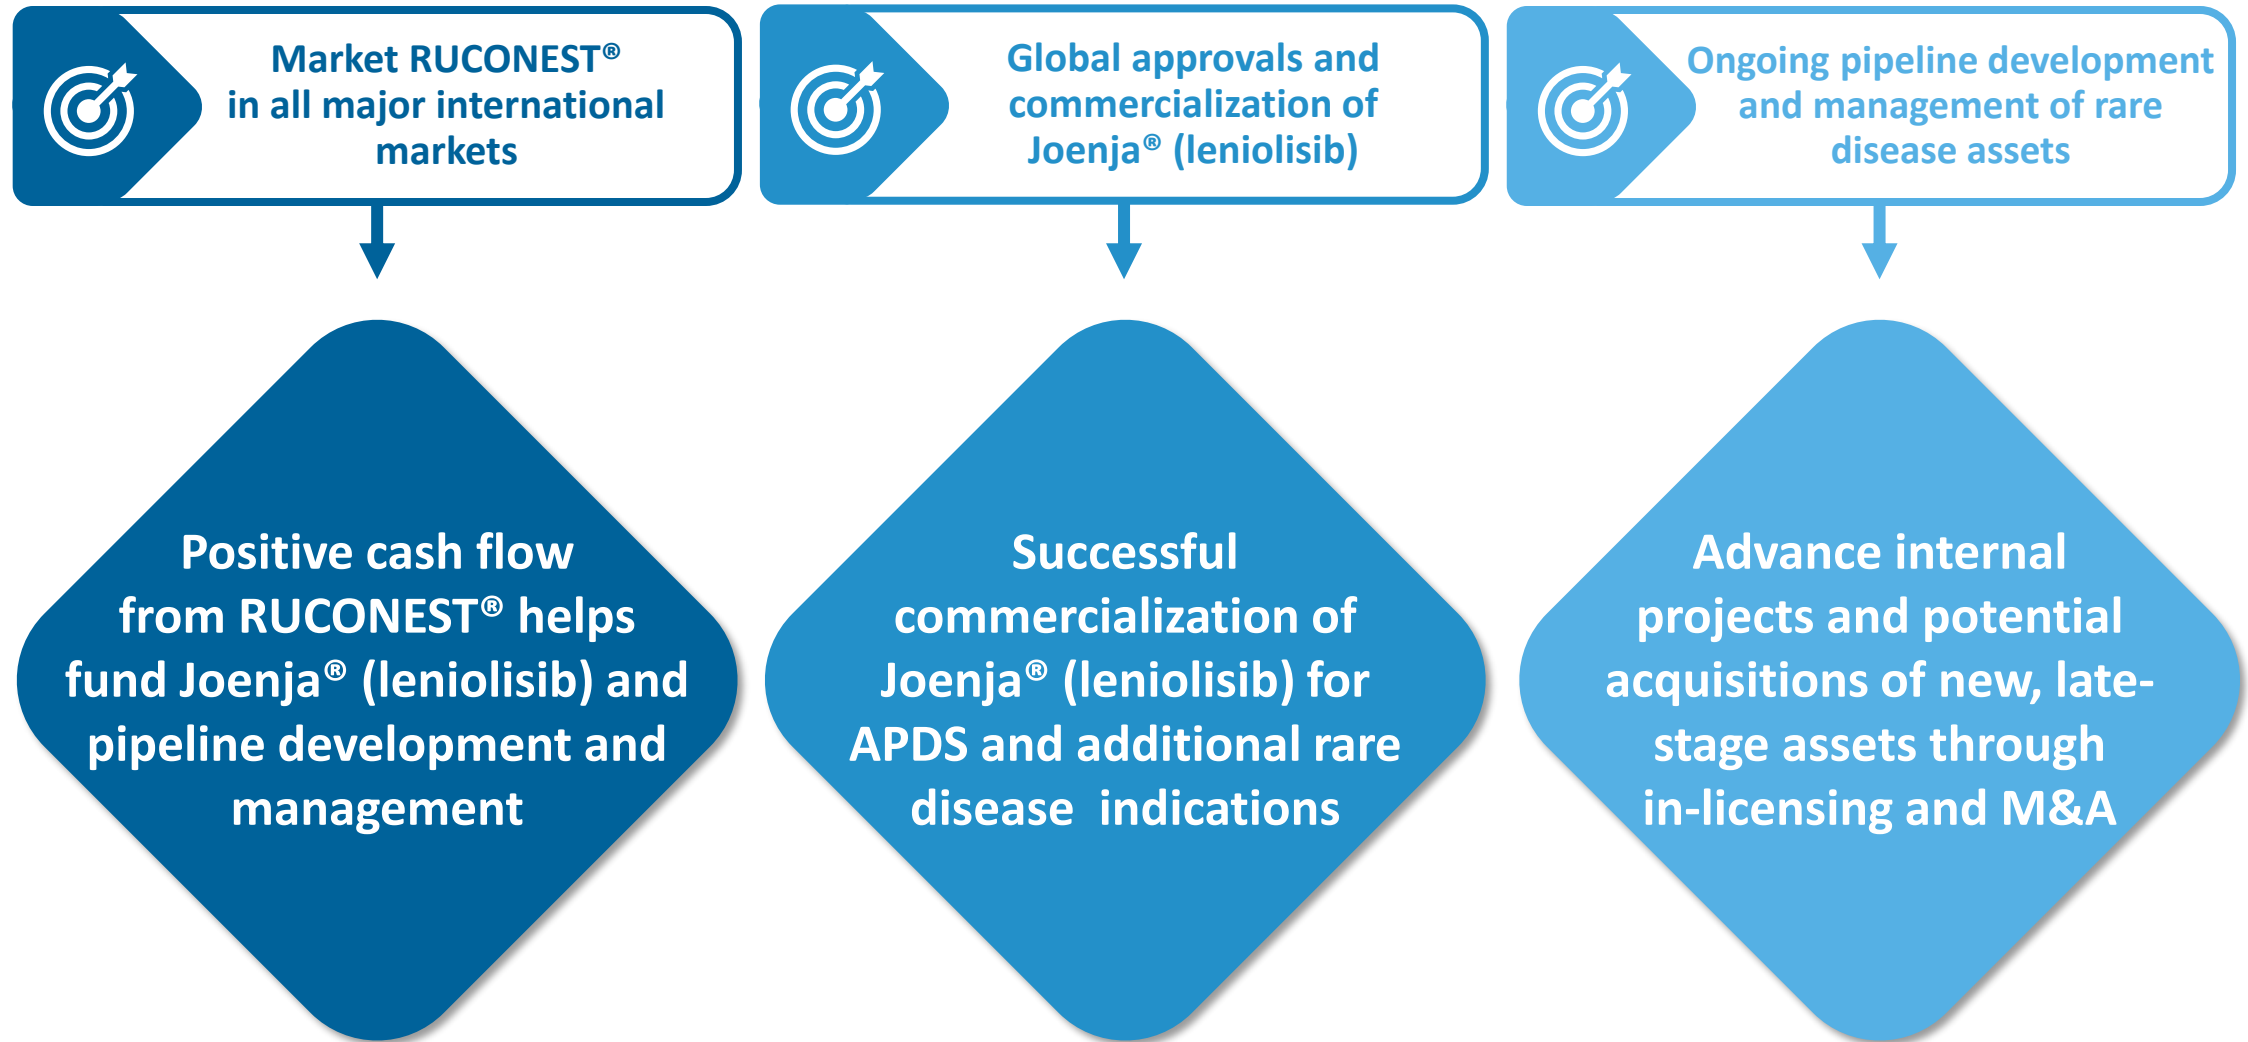 Market RUCONEST®
in all major international
markets
Global approvals and
commercialization of
Joenja® (leniolisib)
Ongoing pipeline development
and management of rare
disease assets
Positive cash flow
from RUCONEST® helps
fund Joenja® (leniolisib) and
pipeline development and
management
Successful
commercialization of
Joenja® (leniolisib) for
APDS and additional rare
disease  indications
Advance internal
projects and potential
acquisitions of new, late-
stage assets through
in-licensing and M&A